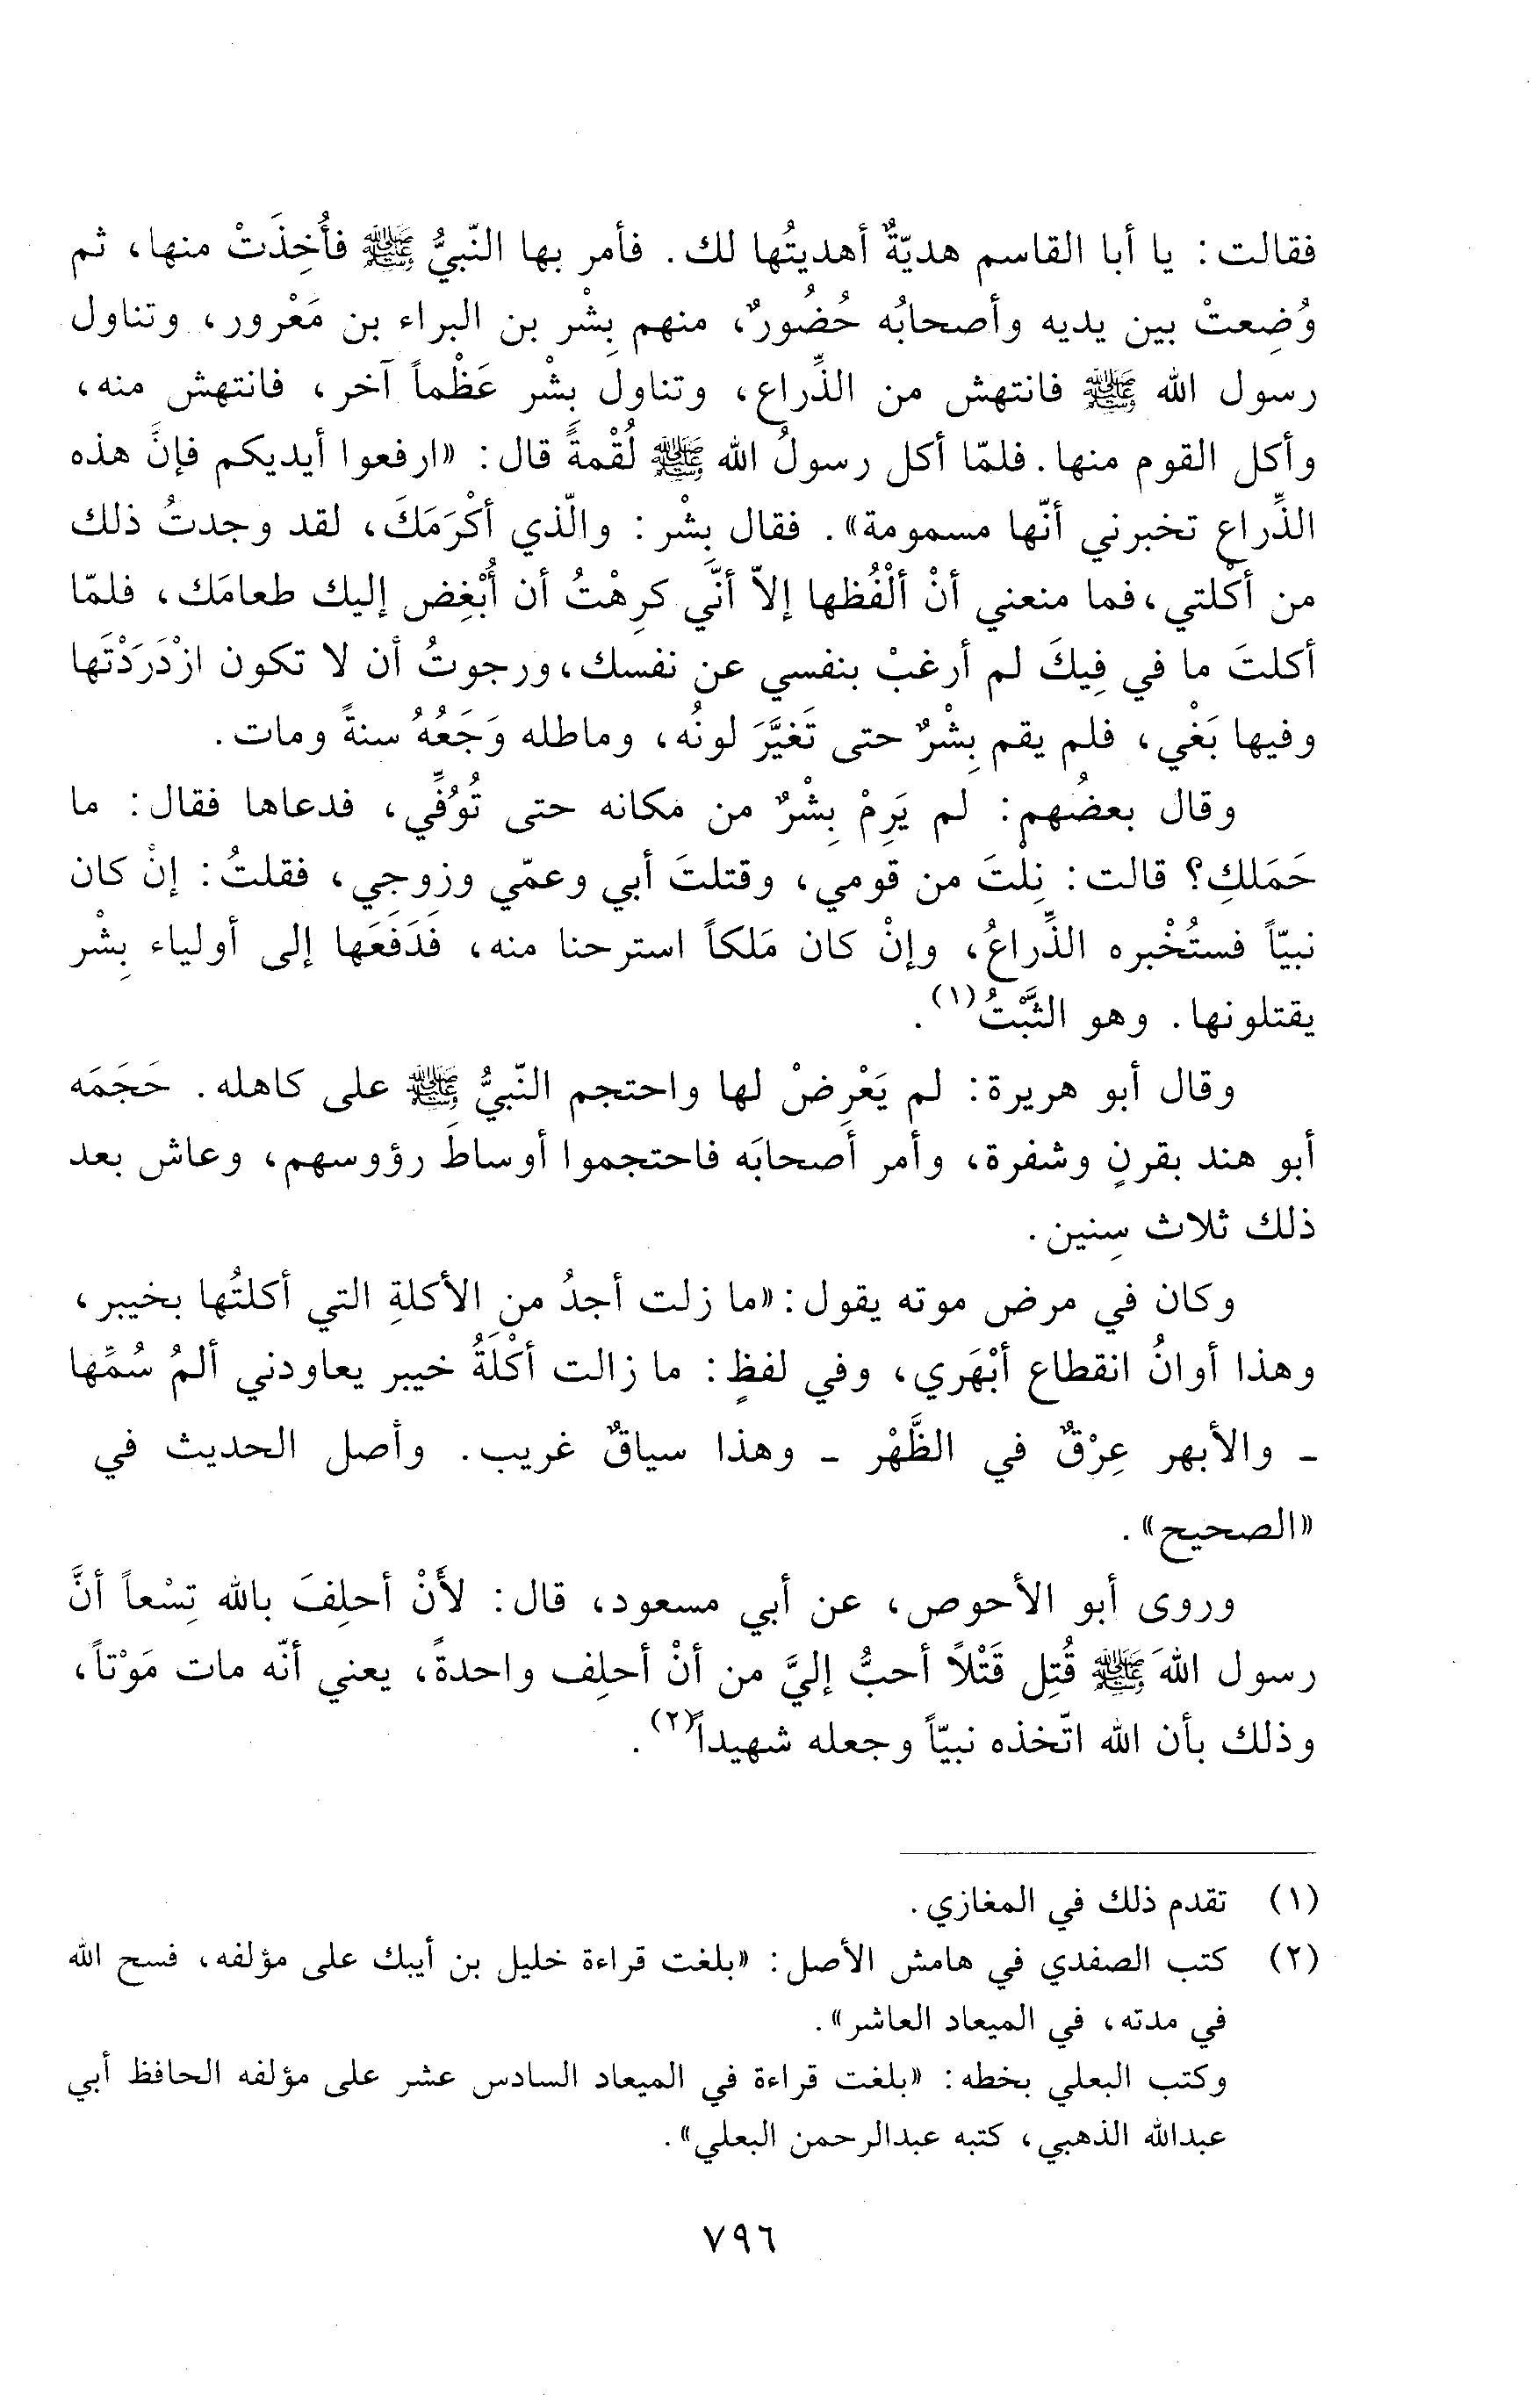 فقالت: يا أبا القاسم هديّةٌ أهديتُها لك. فأمر بها النّبيُّ ﷺ فأُخِذَتْ منها، ثم
وُضِعتْ بين يديه وأصحابُه حُضُورٌ، منهم بِشْر بن البراء بن مَعْرور، وتناول
رسول الله ﷺ فانتهش من الذِّراع، وتناول بِشْر عَظْماً آخر، فانتهش منه،
وأكل القوم منها. فلمّا أكل رسولُ الله ﷺ لُقْمةً قال: «ارفعوا أيديكم فإنَّ هذه
الذِّراع تخبرني أنّها مسمومة». فقال بِشْر: والّذي أكْرَمَكَ، لقد وجدتُ ذلك
من أكْلتي، فما منعني أنْ ألْفُظها إلاّ أنّي كرِهْتُ أن أُبْغِض إليك طعامَك، فلمّا
أكلتَ ما في فِيكَ لم أرغبْ بنفسي عن نفسك، ورجوتُ أن لا تكون ازْدَرَدْتَها
وفيها بَغْي، فلم يقم بِشْرٌ حتى تَغيَّرَ لونُه، وماطله وَجَعُهُ سنةً ومات.
وقال بعضُهم: لم يَرِمْ بِشْرٌ من مكانه حتى تُوُفِّي، فدعاها فقال: ما
حَمَلكِ؟ قالت: نِلْتَ من قومي، وقتلتَ أبي وعمّي وزوجي، فقلتُ: إنْ كان
نبيّاً فستُخْبره الذِّراعُ، وإنْ كان مَلكاً استرحنا منه، فَدَفَعَها إلى أولياء بِشْر
يقتلونها. وهو الثَّبْتُ(١).
وقال أبو هريرة: لم يَعْرِضْ لها واحتجم النّبيُّ ﷺ على كاهله. حَجَمَه
أبو هند بقرنٍ وشفرة، وأمر أصحابَه فاحتجموا أوساطَ رؤوسهم، وعاش بعد
ذلك ثلاث سِنين.
وكان في مرض موته يقول: «ما زلت أجدُ من الأكلةِ التي أكلتُها بخيبر،
وهذا أوانُ انقطاع أبْهَري، وفي لفظٍ: ما زالت أكْلَةُ خيبر يعاودني ألمُ سُمِّها
ـ والأبهر عِرْقٌ في الظَّهْر ـ وهذا سياقٌ غريب. وأصل الحديث في
«الصحيح».
وروى أبو الأحوص، عن أبي مسعود، قال: لأَنْ أحلِفَ بالله تِسْعاً أنَّ
رسول اللهَ ﷺ قُتِل قَتْلاً أحبُّ إليَّ من أنْ أحلِف واحدةً، يعني أنّه مات مَوْتاً،
وذلك بأن الله اتّخذه نبيّاً وجعله شهيداً(٢).
(١) تقدم ذلك في المغازي.
(٢) كتب الصفدي في هامش الأصل: «بلغت قراءة خليل بن أيبك على مؤلفه، فسح الله
في مدته، في الميعاد العاشر».
وكتب البعلي بخطه: «بلغت قراءة في الميعاد السادس عشر على مؤلفه الحافظ أبي
عبدالله الذهبي، كتبه عبدالرحمن البعلي».
٧٩٦